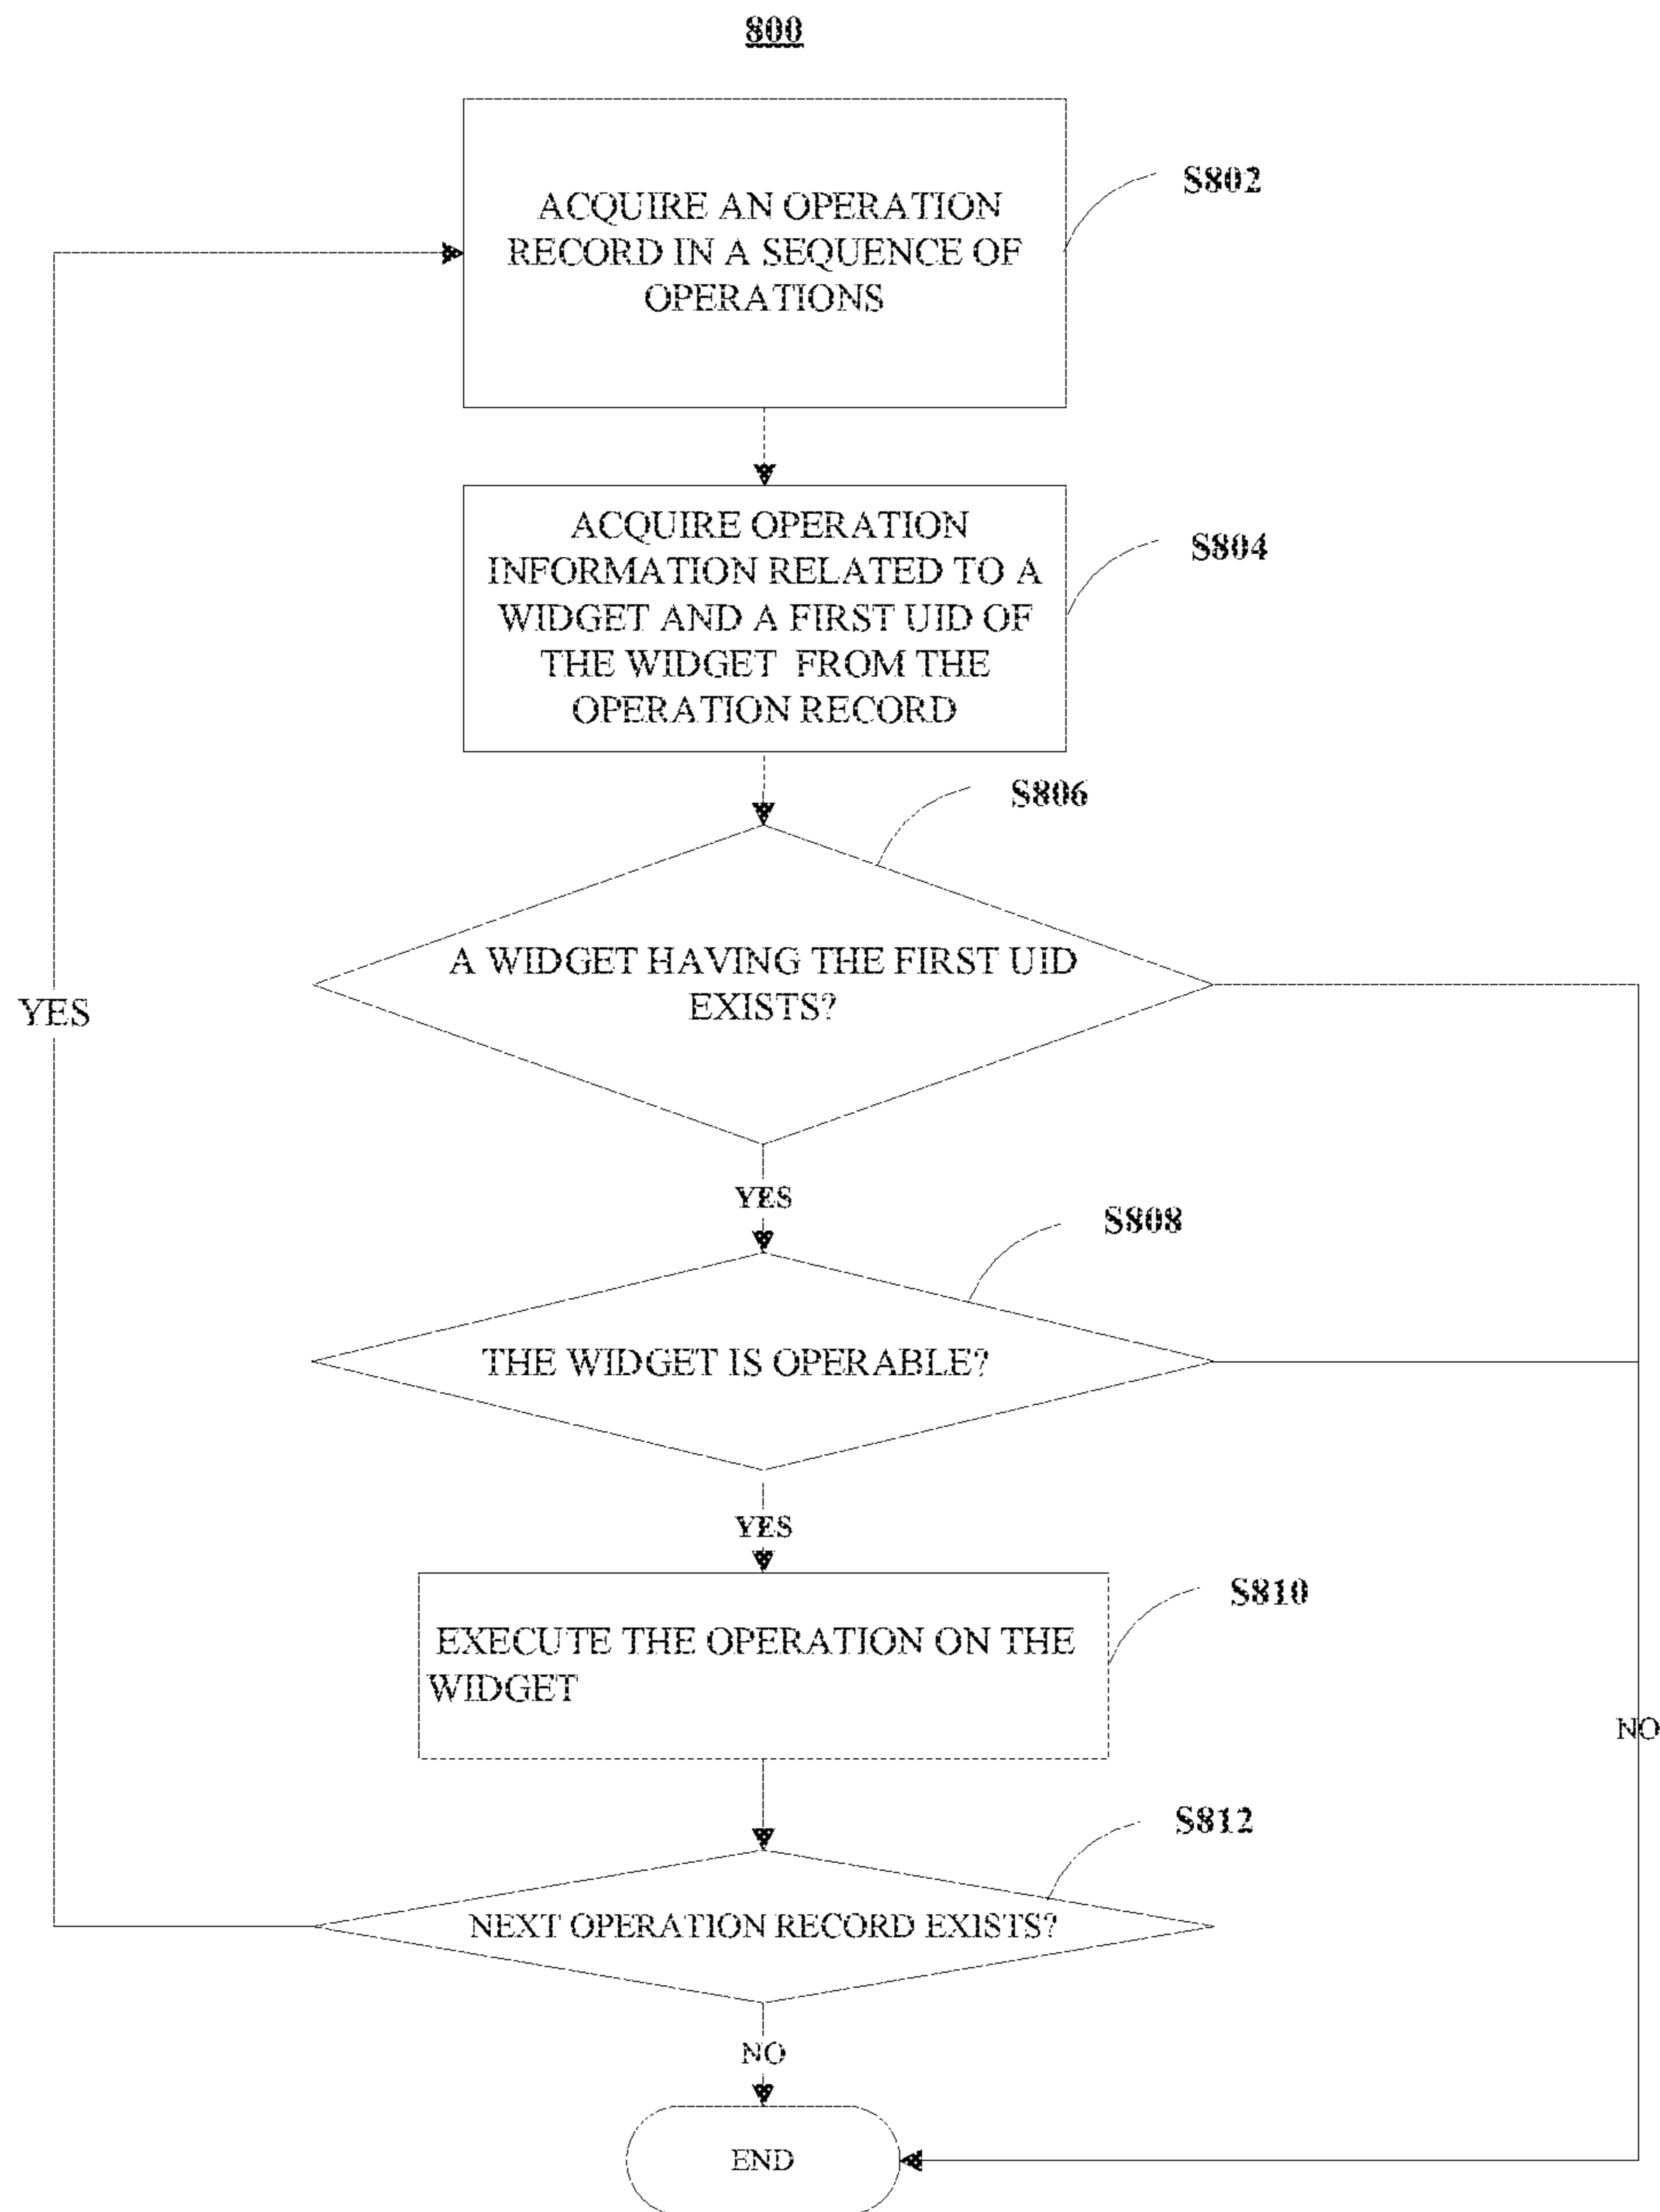 800
ACQUIRE AN OPERATION
RECORD IN A SEQUENCE OF
OPERATIONS
S802
ACQUIRE OPERATION
INFORMATION RELATED TO A
WIDGET AND A FIRST UID OF
THE WIDGET FROM THE
OPERATION RECORD
S804
S806
A WIDGET HAVING THE FIRST UID
EXISTS?
YES
YES
S808
THE WIDGET IS OPERABLE?
YES
S810
EXECUTE THE OPERATION ON THE
WIDGET
NO
S812
NEXT OPERATION RECORD EXISTS?
NO
END